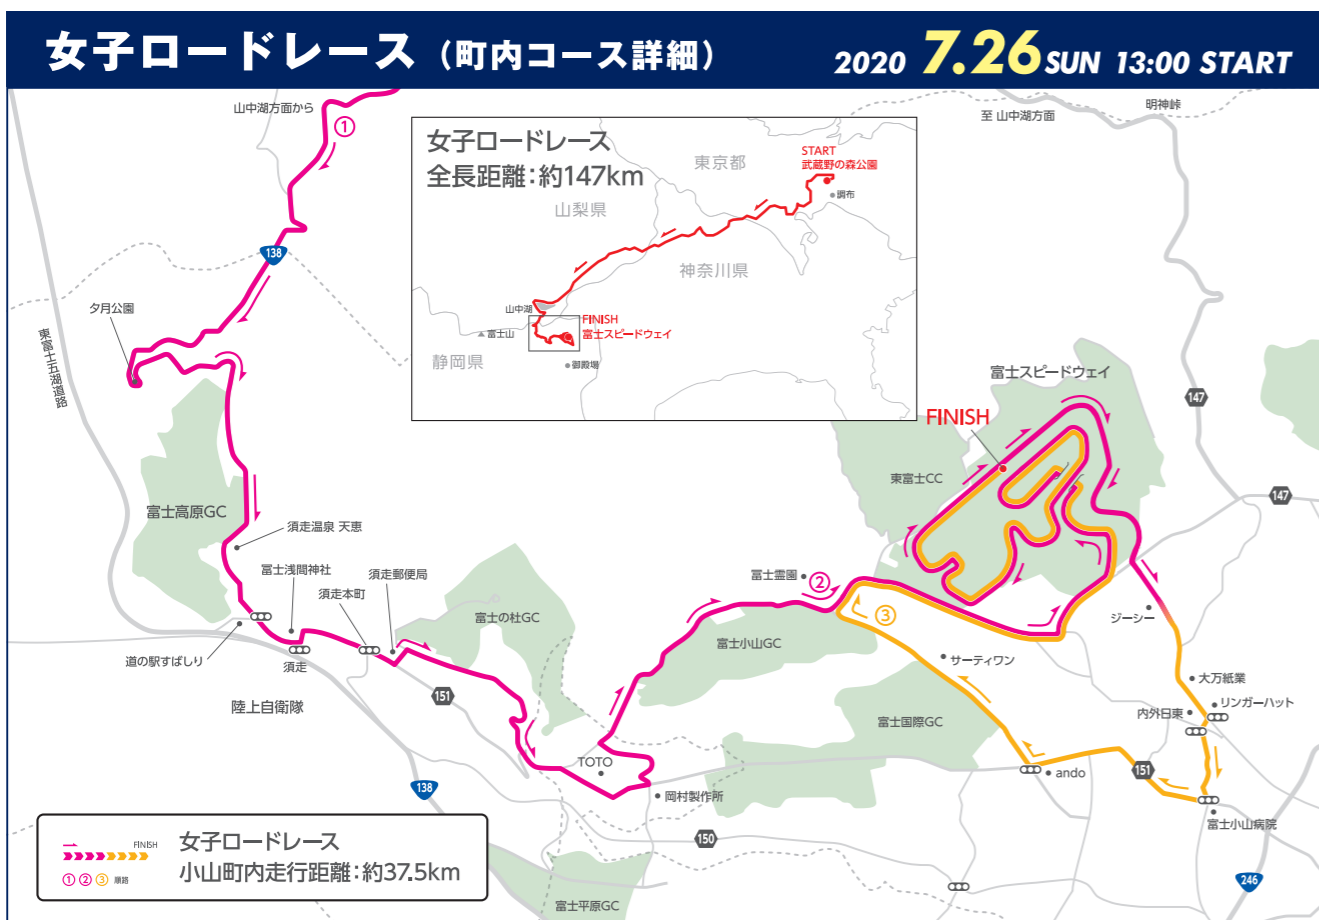 女子ロードレース (町内コース詳細)
2020 7.26 SUN 13:00 START
山中湖方面から
①
至 山中湖方面
明神峠
女子ロードレース
全長距離:約147km
東京都
START
武蔵野の森公園
調布
山梨県
神奈川県
山中湖
富士山
FINISH
富士スピードウェイ
静岡県
御殿場
138
夕月公園
東富士五湖道路
富士スピードウェイ
147
FINISH
東富士CC
147
富士高原GC
須走温泉 天恵
富士浅間神社
須走郵便局
須走本町
富士の杜GC
富士霊園
②
③
ジーシー
道の駅すばしり
須走
富士小山GC
サーティワン
大万紙業
リンガーハット
内外日東
151
陸上自衛隊
富士国際GC
TOTO
ando
151
138
岡村製作所
富士小山病院
150
246
富士平原GC
FINISH
①②③ 順路
女子ロードレース
小山町内走行距離:約37.5km